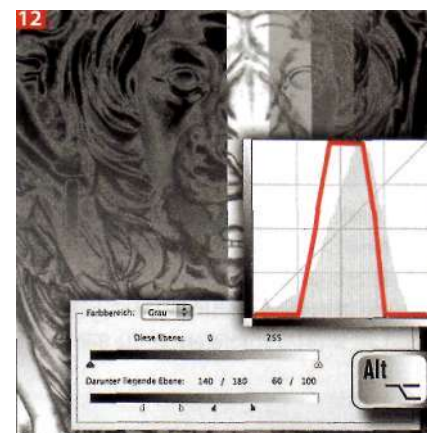 12
Farbbereich: Grau
Diese Ebene: 0 255
Darunter liegende Ebene: 140 / 180 60 / 100
d b d b
Alt